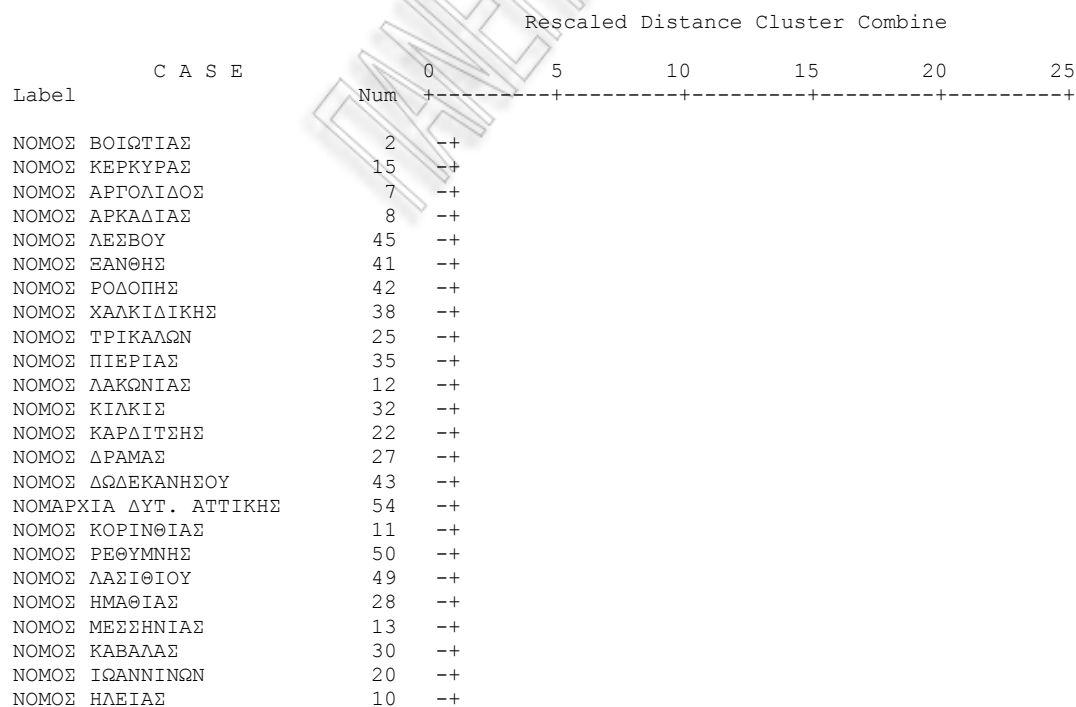 Rescaled Distance Cluster Combine
C A S E 0 5 10 15 20 25
Label Num +---------+---------+---------+---------+---------+
ΝΟΜΟΣ ΒΟΙΩΤΙΑΣ 2 -+
ΝΟΜΟΣ ΚΕΡΚΥΡΑΣ 15 -+
ΝΟΜΟΣ ΑΡΓΟΛΙΔΟΣ 7 -+
ΝΟΜΟΣ ΑΡΚΑΔΙΑΣ 8 -+
ΝΟΜΟΣ ΛΕΣΒΟΥ 45 -+
ΝΟΜΟΣ ΞΑΝΘΗΣ 41 -+
ΝΟΜΟΣ ΡΟΔΟΠΗΣ 42 -+
ΝΟΜΟΣ ΧΑΛΚΙΔΙΚΗΣ 38 -+
ΝΟΜΟΣ ΤΡΙΚΑΛΩΝ 25 -+
ΝΟΜΟΣ ΠΙΕΡΙΑΣ 35 -+
ΝΟΜΟΣ ΛΑΚΩΝΙΑΣ 12 -+
ΝΟΜΟΣ ΚΙΛΚΙΣ 32 -+
ΝΟΜΟΣ ΚΑΡΔΙΤΣΗΣ 22 -+
ΝΟΜΟΣ ΔΡΑΜΑΣ 27 -+
ΝΟΜΟΣ ΔΩΔΕΚΑΝΗΣΟΥ 43 -+
ΝΟΜΑΡΧΙΑ ΔΥΤ. ΑΤΤΙΚΗΣ 54 -+
ΝΟΜΟΣ ΚΟΡΙΝΘΙΑΣ 11 -+
ΝΟΜΟΣ ΡΕΘΥΜΝΗΣ 50 -+
ΝΟΜΟΣ ΛΑΣΙΘΙΟΥ 49 -+
ΝΟΜΟΣ ΗΜΑΘΙΑΣ 28 -+
ΝΟΜΟΣ ΜΕΣΣΗΝΙΑΣ 13 -+
ΝΟΜΟΣ ΚΑΒΑΛΑΣ 30 -+
ΝΟΜΟΣ ΙΩΑΝΝΙΝΩΝ 20 -+
ΝΟΜΟΣ ΗΛΕΙΑΣ 10 -+